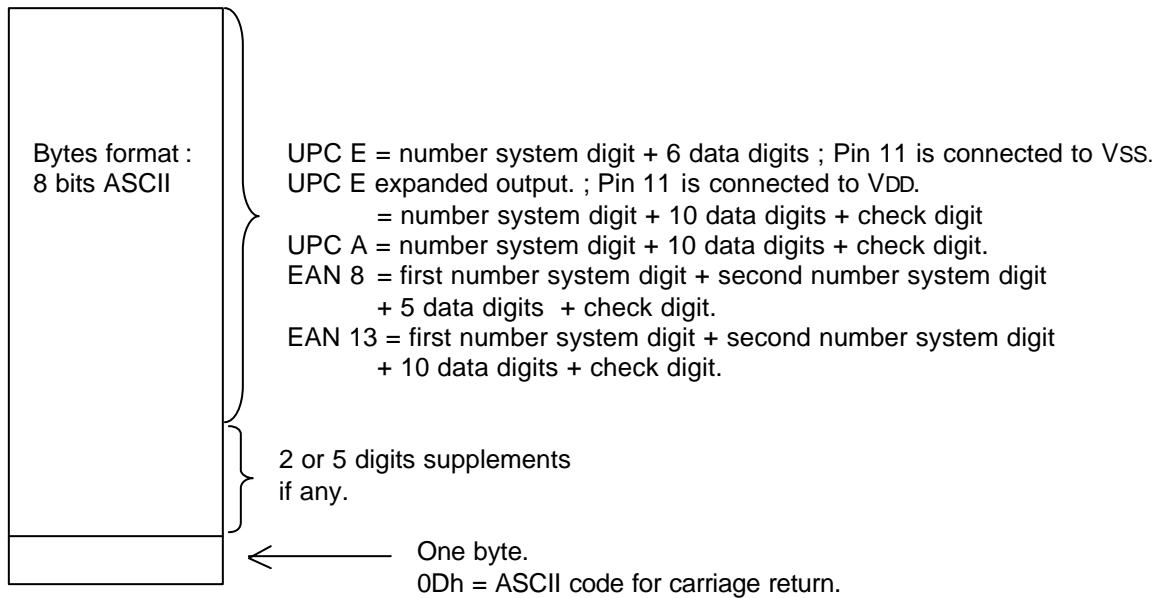 Bytes format :
8 bits ASCII
UPC E = number system digit + 6 data digits ; Pin 11 is connected to VSS.
UPC E expanded output. ; Pin 11 is connected to VDD.
= number system digit + 10 data digits + check digit
UPC A = number system digit + 10 data digits + check digit.
EAN 8 = first number system digit + second number system digit
+ 5 data digits + check digit.
EAN 13 = first number system digit + second number system digit
+ 10 data digits + check digit.
2 or 5 digits supplements
if any.
One byte.
0Dh = ASCII code for carriage return.